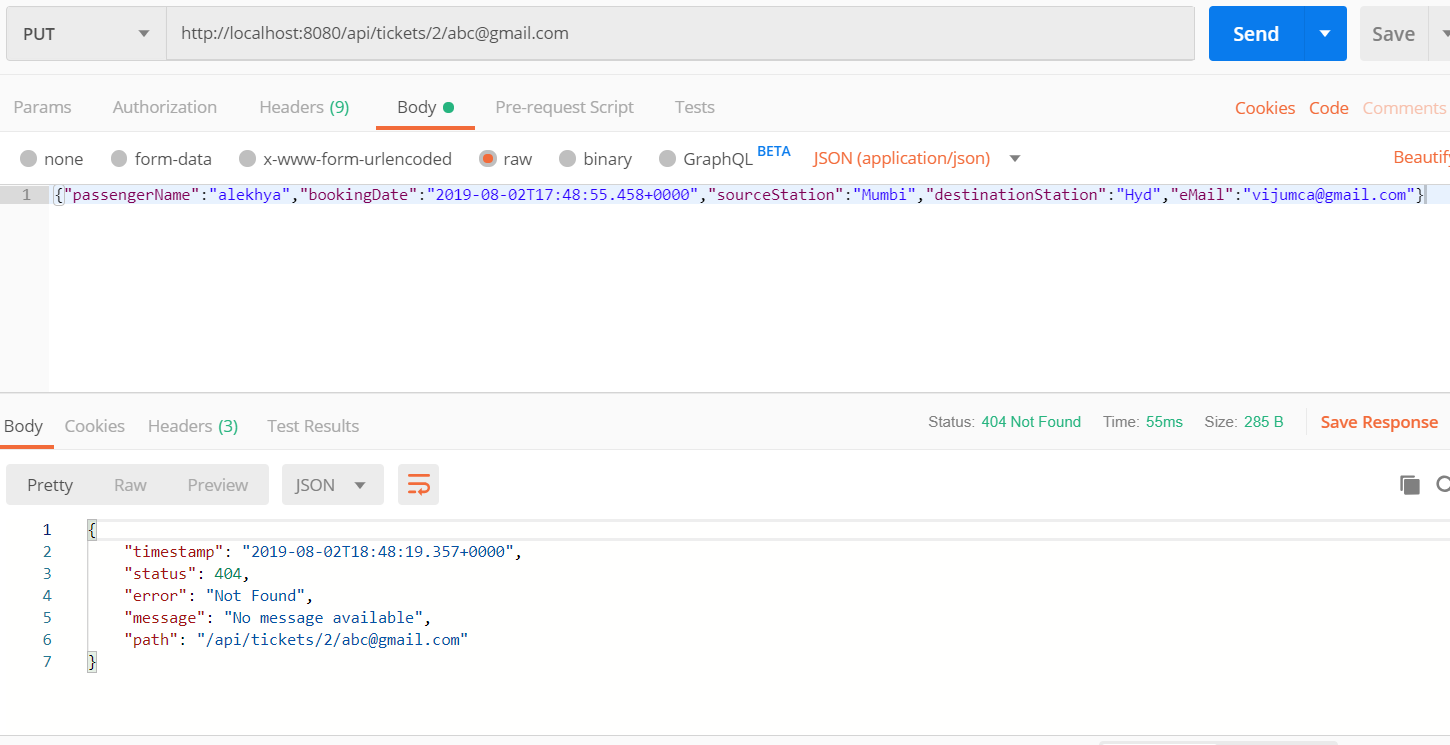 PUT http://localhost:8080/api/tickets/2/abc@gmail.com Send Save
Params Authorization Headers (9) Body Pre-request Script Tests Cookies Code Comments
none form-data x-www-form-urlencoded raw binary GraphQL BETA JSON (application/json) Beautify
1 {"passengerName":"alekhya","bookingDate":"2019-08-02T17:48:55.458+0000","sourceStation":"Mumbi","destinationStation":"Hyd","eMail":"vijumca@gmail.com"}
Body Cookies Headers (3) Test Results Status: 404 Not Found Time: 55ms Size: 285 B Save Response
Pretty Raw Preview JSON
1 {
2 "timestamp": "2019-08-02T18:48:19.357+0000",
3 "status": 404,
4 "error": "Not Found",
5 "message": "No message available",
6 "path": "/api/tickets/2/abc@gmail.com"
7 }